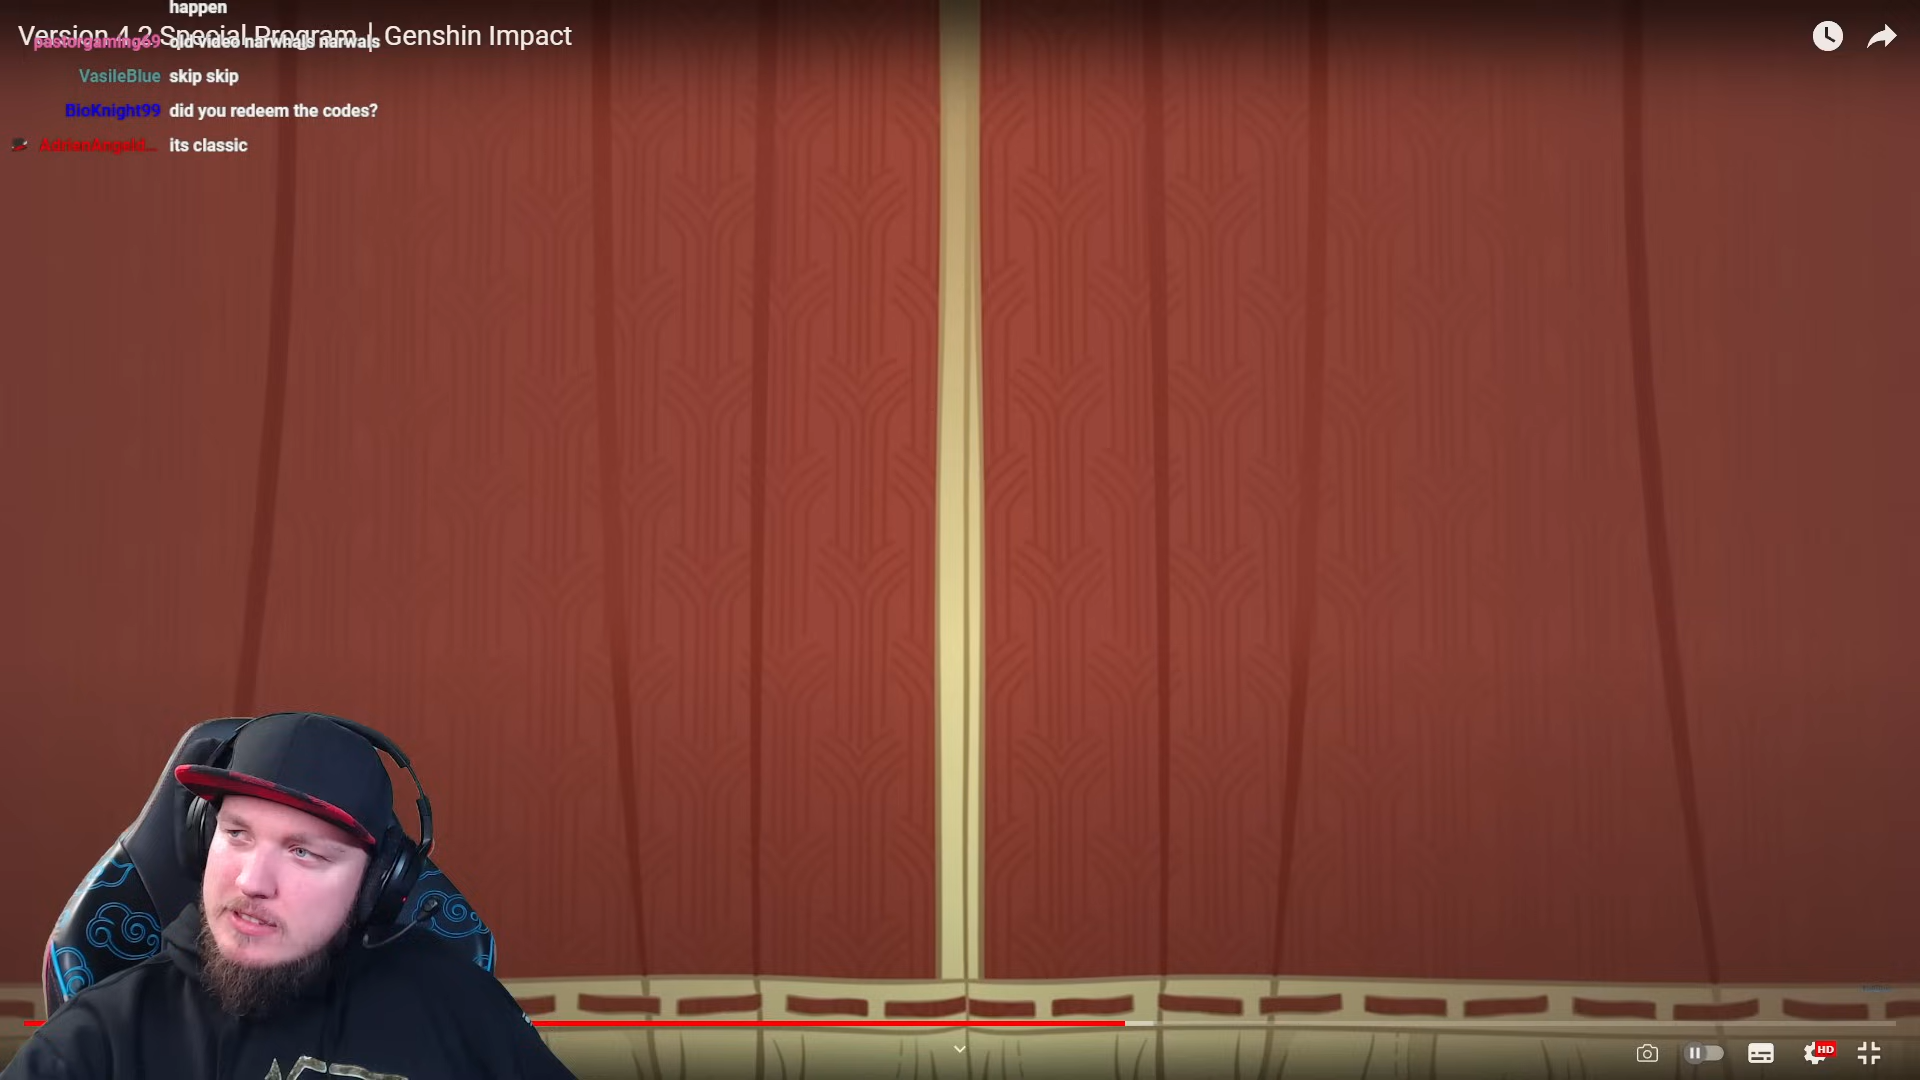 happen
Version 4.2 Special Program | Genshin Impact
pastorgaming69 old video narwhals narwals
VasileBlue skip skip
BioKnight99 did you redeem the codes?
its classic
HD